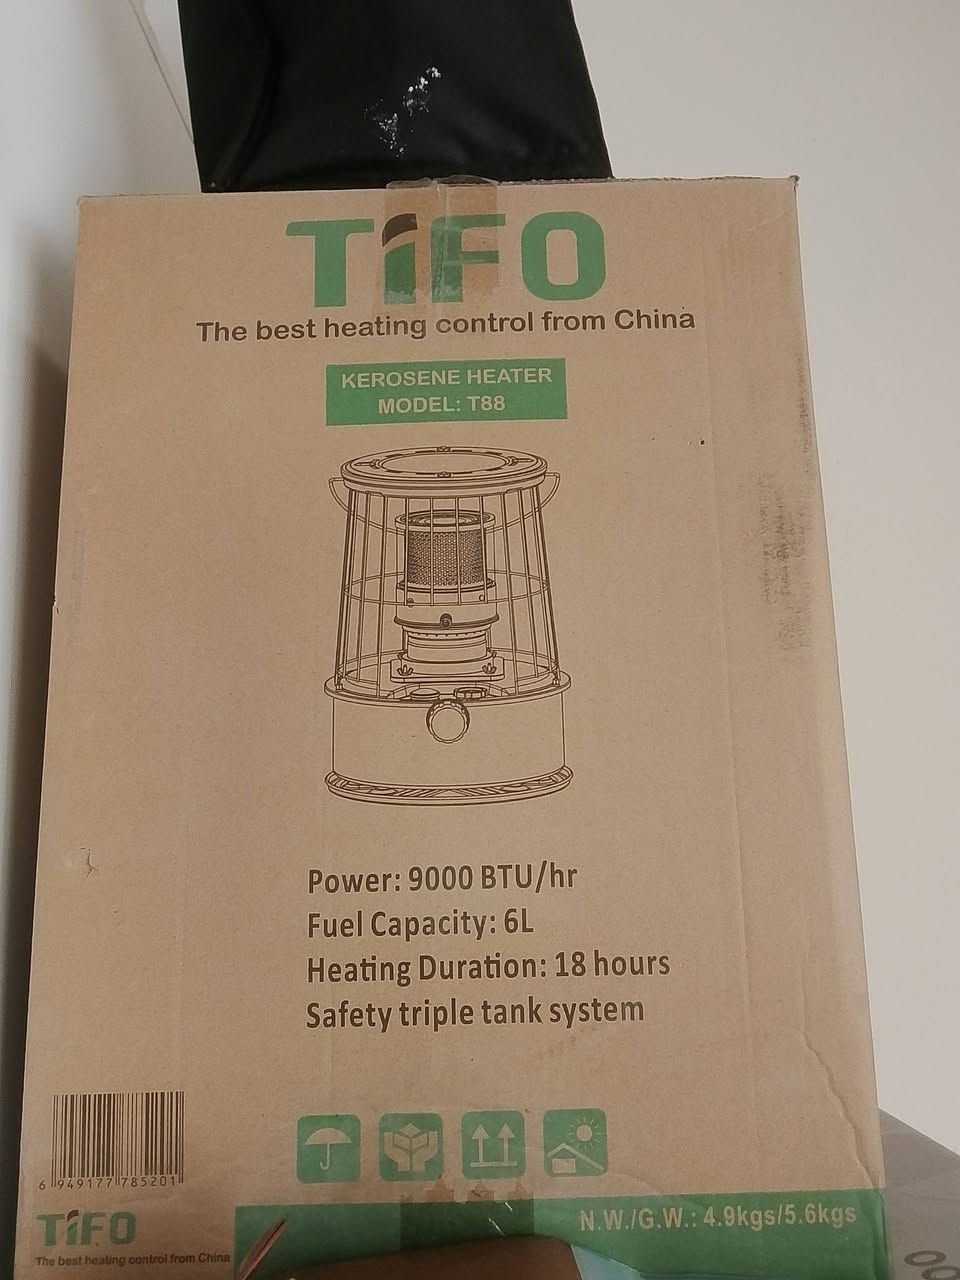 TiFO
The best heating control from China
KEROSENE HEATER
MODEL: T88
Power: 9000 BTU/hr
Fuel Capacity: 6L
Heating Duration: 18 hours
Safety triple tank system
6 949177 785201
TiFO
The best heating control from China
N.W./G.W.: 4.9kgs/5.6kgs